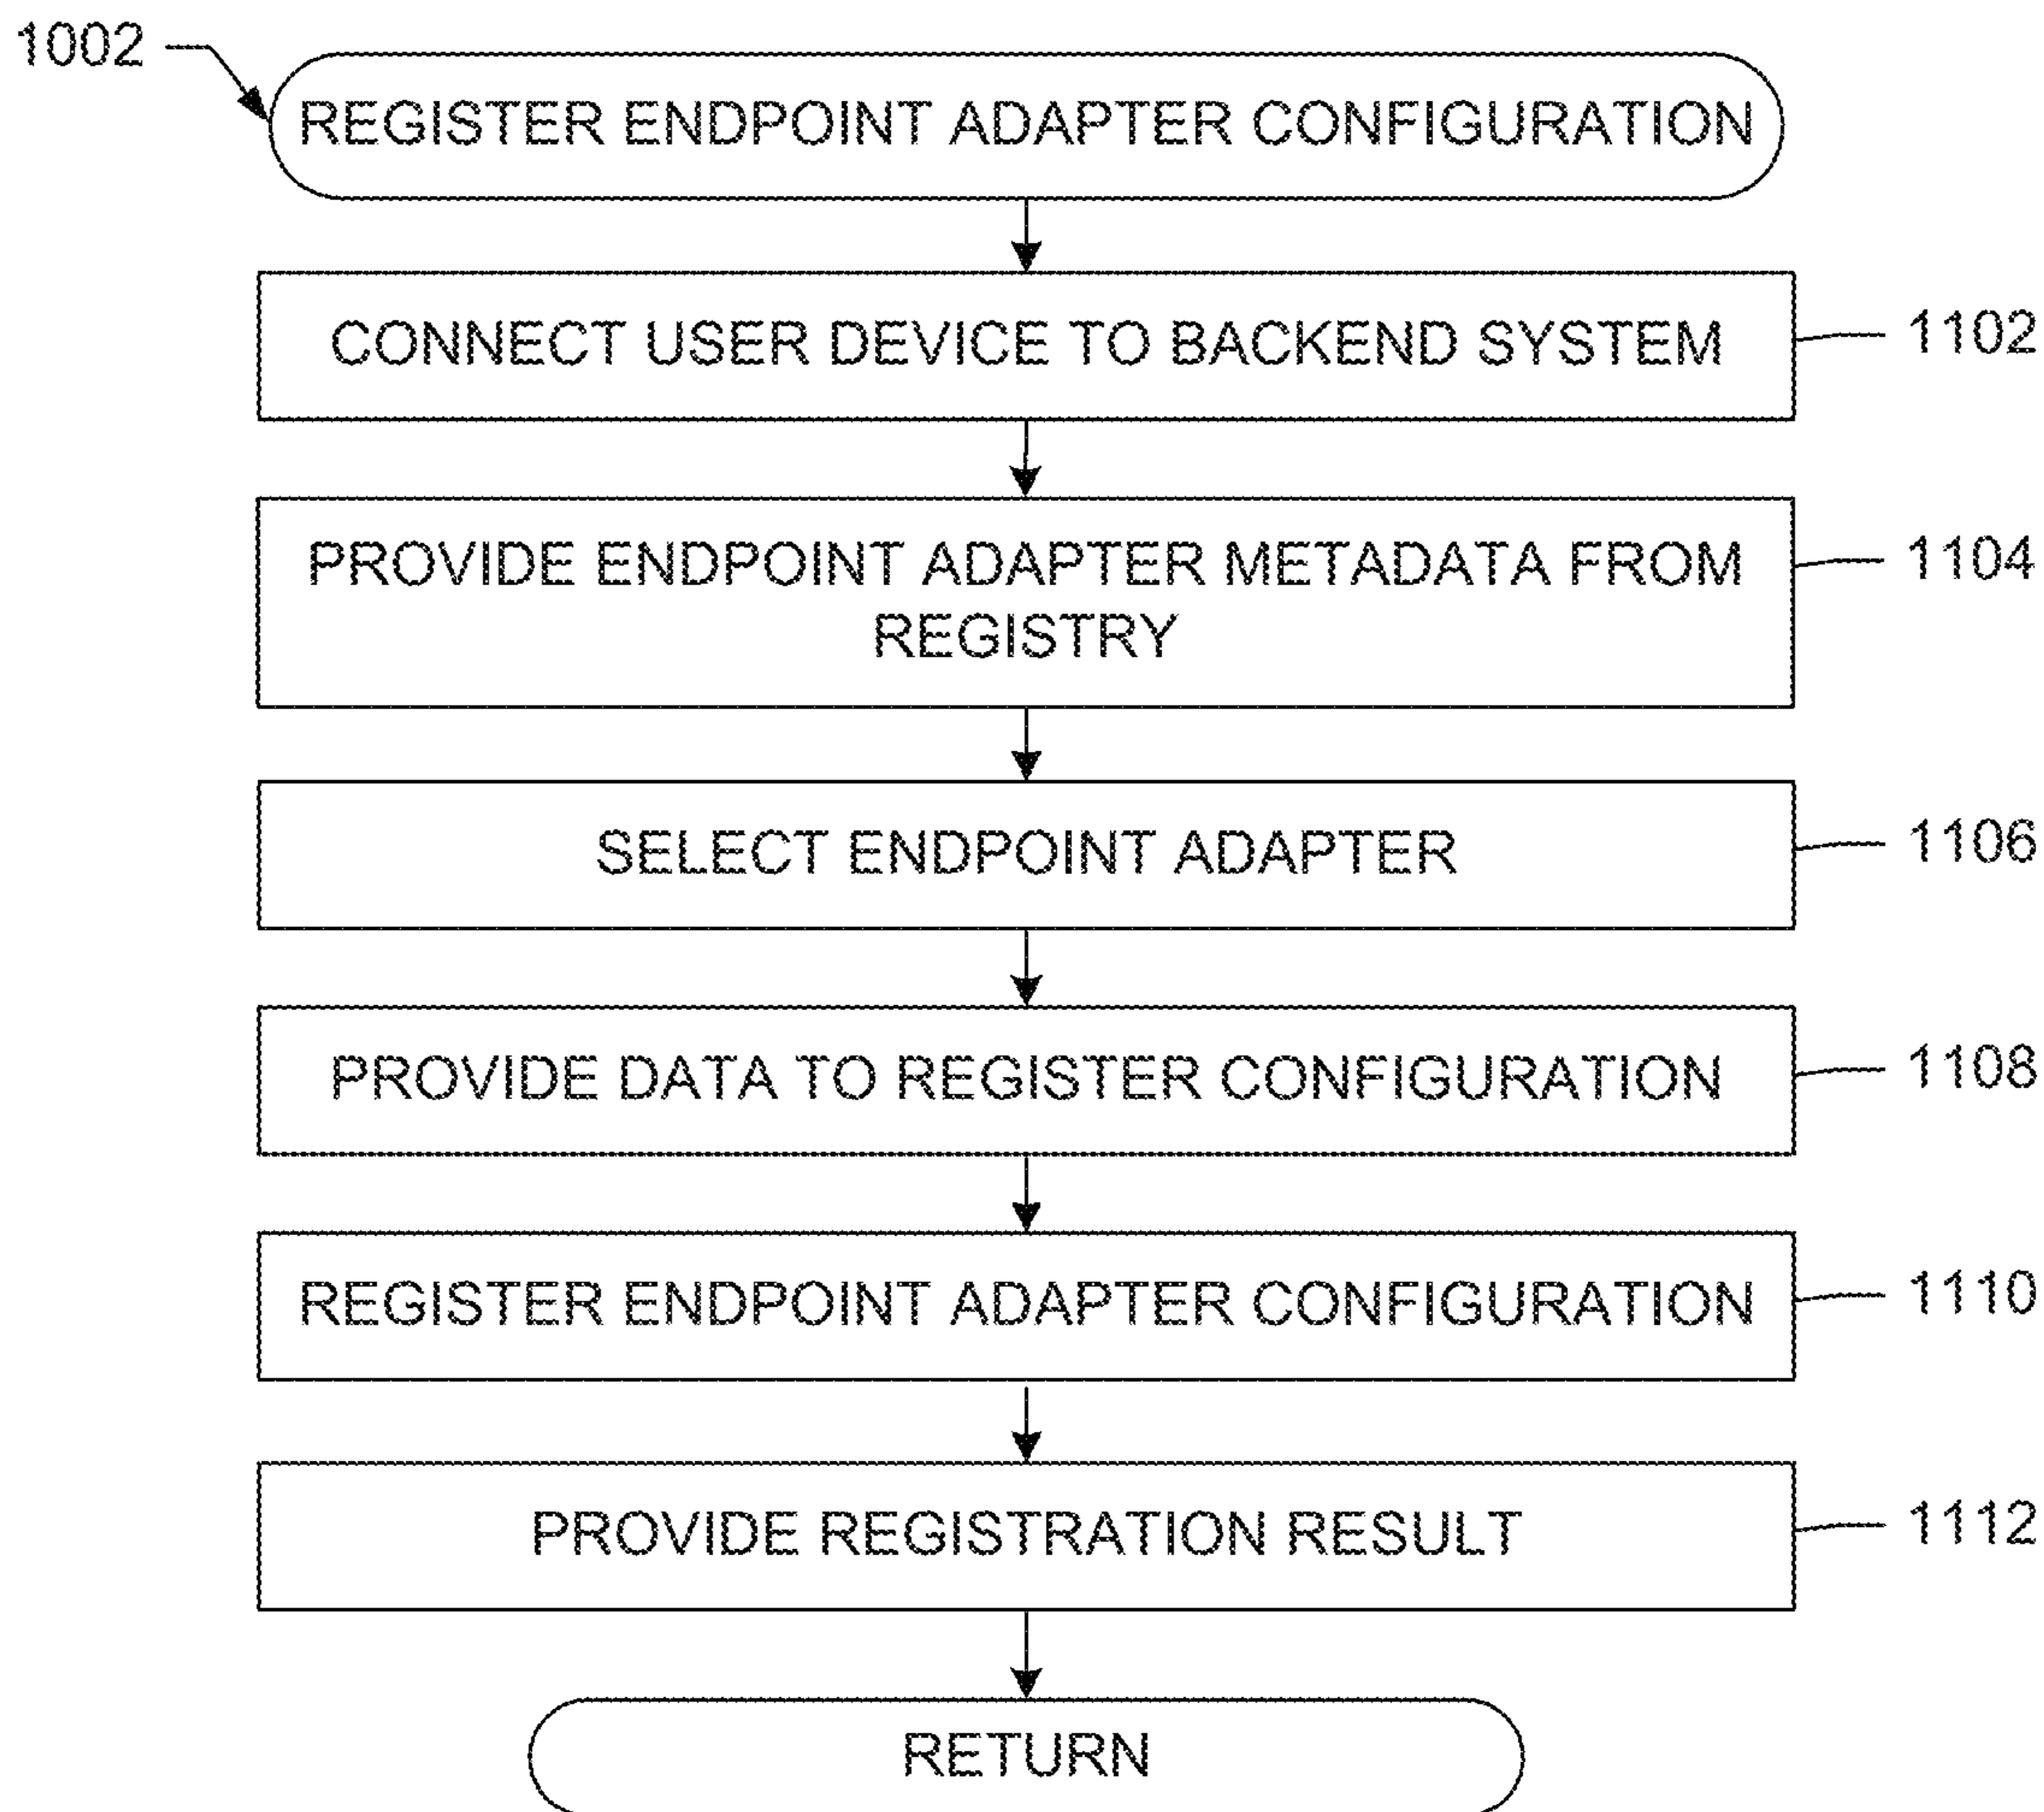 1002
REGISTER ENDPOINT ADAPTER CONFIGURATION
CONNECT USER DEVICE TO BACKEND SYSTEM
1102
PROVIDE ENDPOINT ADAPTER METADATA FROM
REGISTRY
1104
SELECT ENDPOINT ADAPTER
1106
PROVIDE DATA TO REGISTER CONFIGURATION
1108
REGISTER ENDPOINT ADAPTER CONFIGURATION
1110
PROVIDE REGISTRATION RESULT
1112
RETURN